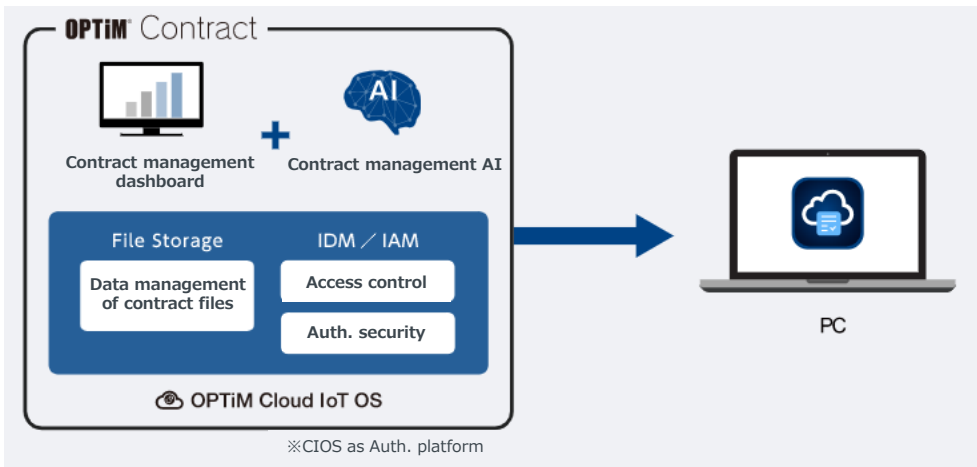 OPTiM® Contract
AI
Contract management
dashboard
Contract management AI
File Storage
IDM ／ IAM
Data management
of contract files
Access control
Auth. security
OPTiM Cloud IoT OS
※CIOS as Auth. platform
PC